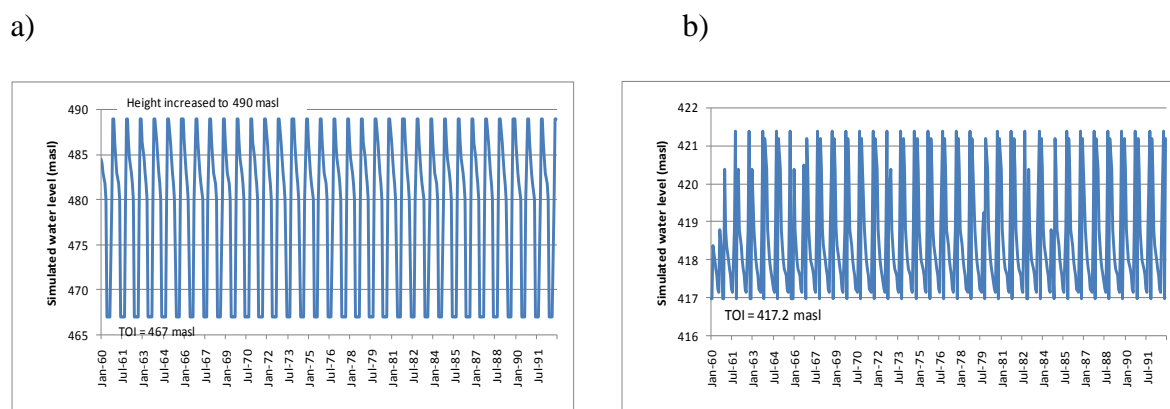 a)
b)
Height increased to 490 masl
490
485
480
475
470
465
Simulated water level (masl)
TOI = 467 masl
Jan-60
Jul-61
Jan-63
Jul-64
Jan-66
Jul-67
Jan-69
Jul-70
Jan-72
Jul-73
Jan-75
Jul-76
Jan-78
Jul-79
Jan-81
Jul-82
Jan-84
Jul-85
Jan-87
Jul-88
Jan-90
Jul-91
422
421
420
419
418
417
416
Simulated water level (masl)
TOI = 417.2 masl
Jan-60
Jul-61
Jan-63
Jul-64
Jan-66
Jul-67
Jan-69
Jul-70
Jan-72
Jul-73
Jan-75
Jul-76
Jan-78
Jul-79
Jan-81
Jul-82
Jan-84
Jul-85
Jan-87
Jul-88
Jan-90
Jul-91